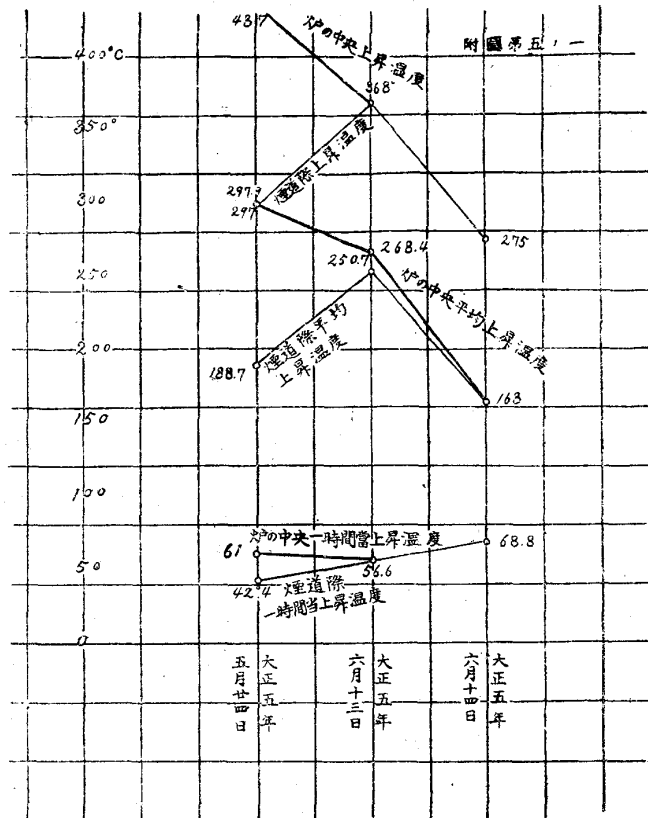 附圖第五ノ一
400°C
350°
300
250
200
150
100
50
0
437
炉の中央上昇温度
368
煙道際上昇温度
297.9
297
275
268.4
250.7
炉の中央平均上昇温度
煙道際平均
上昇温度
188.7
163
炉の中央一時間當上昇温度
61
68.8
56.6
42.4
煙道際
一時間当上昇温度
大正五年
五月廿四日
大正五年
六月十三日
大正五年
六月十四日